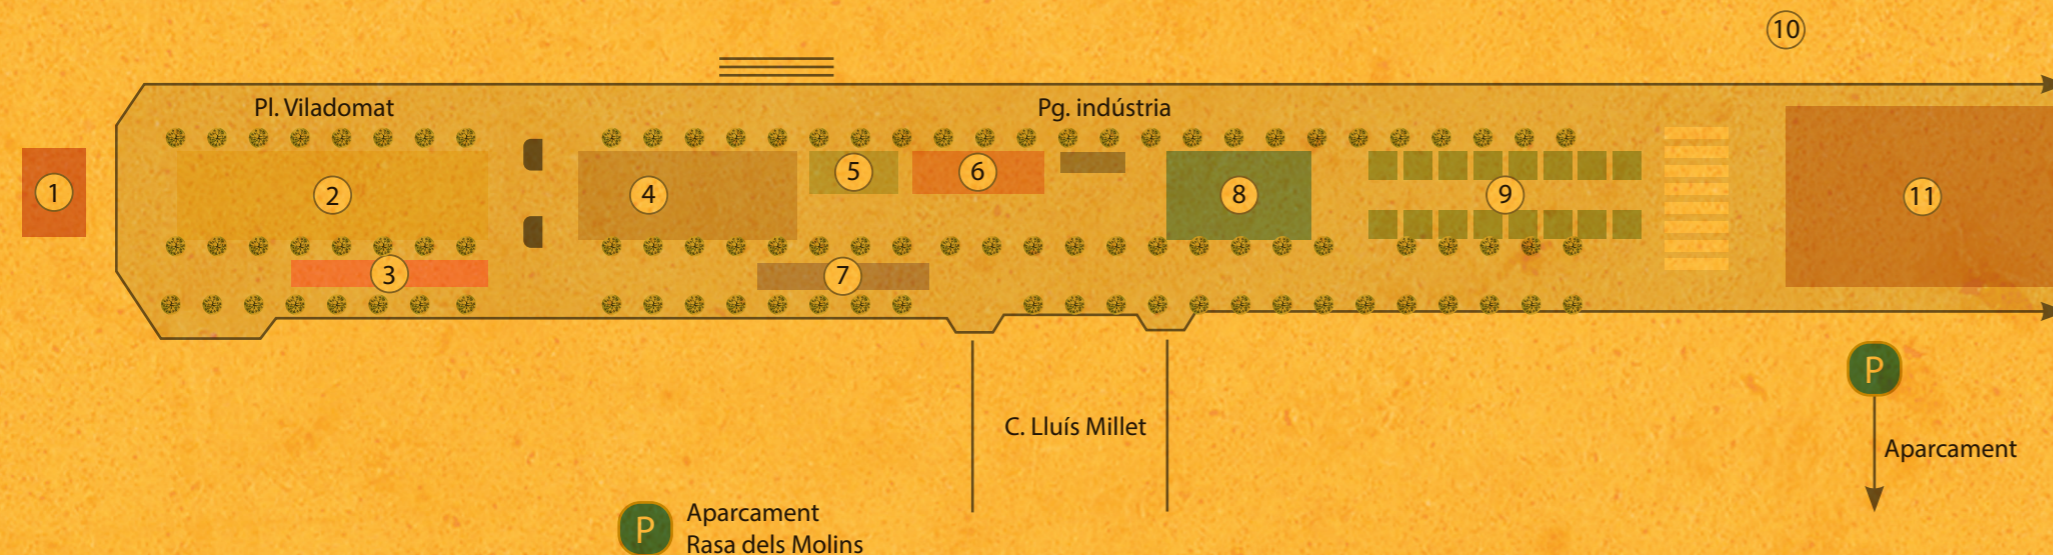 10
Pl. Viladomat
Pg. indústria
1
2
3
4
5
6
7
8
9
11
P
C. Lluís Millet
Aparcament
P
Aparcament
Rasa dels Molins